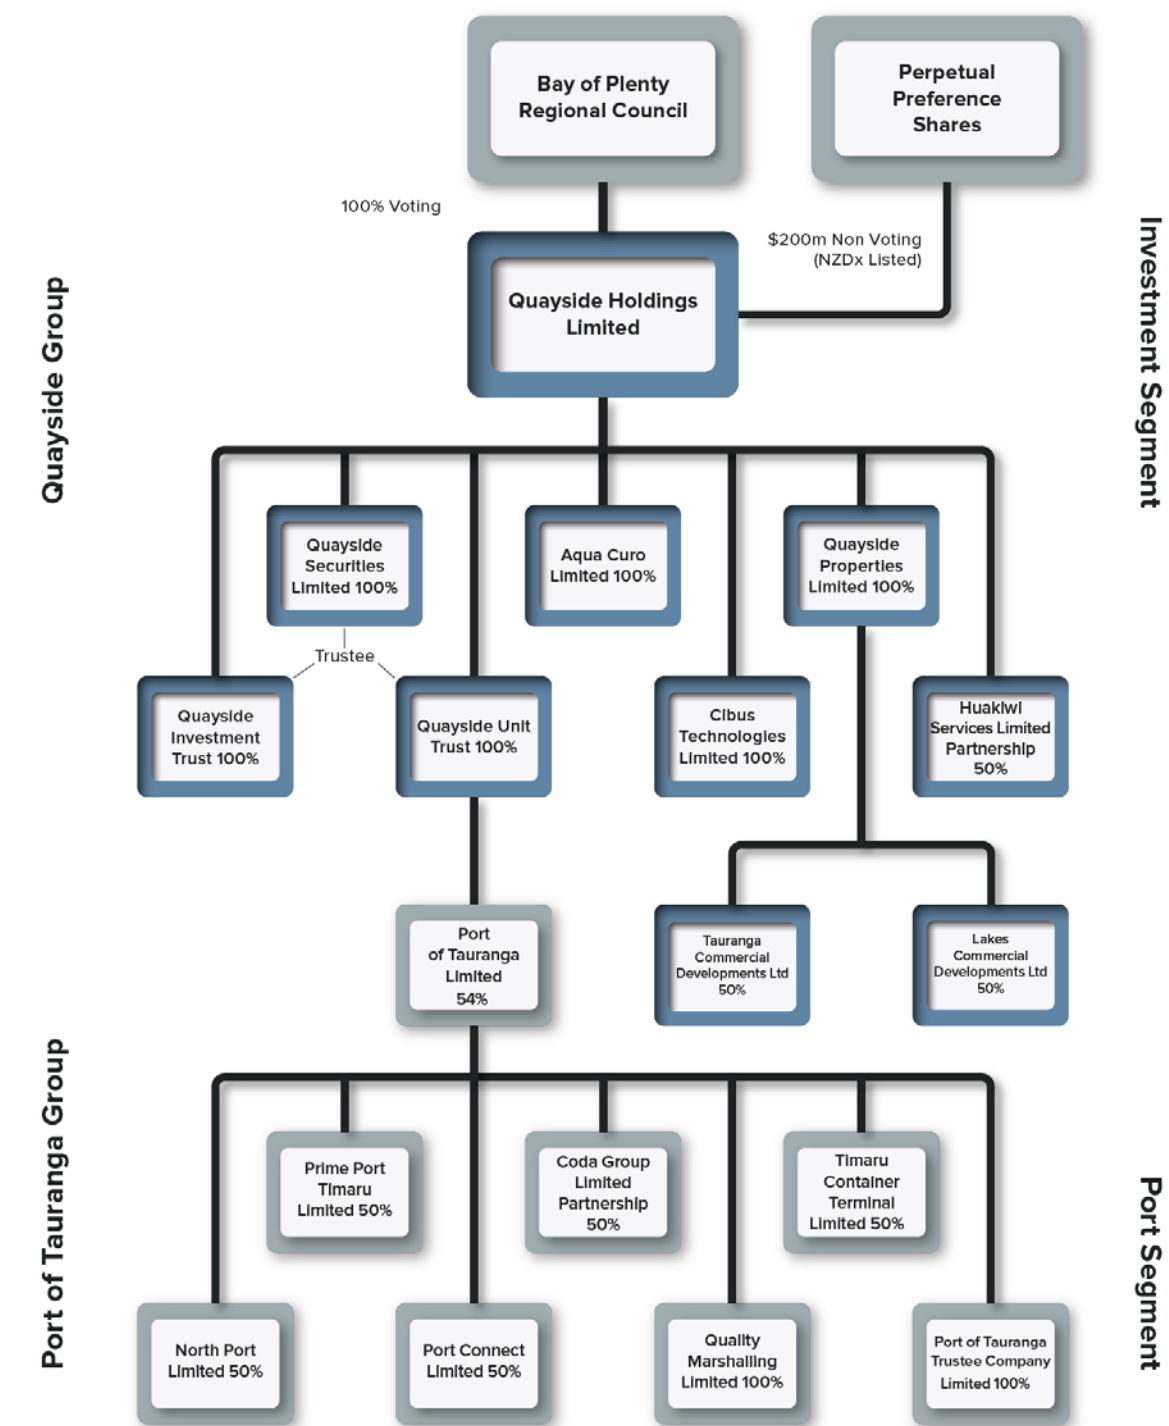 Bay of Plenty
Regional Council
Perpetual
Preference
Shares
100% Voting
$200m Non Voting
(NZDx Listed)
Quayside Holdings
Limited
Quayside Group
Investment Segment
Quayside
Securities
Limited 100%
Aqua Curo
Limited 100%
Quayside
Properties
Limited 100%
Trustee
Quayside
Investment
Trust 100%
Quayside Unit
Trust 100%
Cibus
Technologies
Limited 100%
Huakiwi
Services Limited
Partnership
50%
Port
of Tauranga
Limited
54%
Tauranga
Commercial
Developments Ltd
50%
Lakes
Commercial
Developments Ltd
50%
Port of Tauranga Group
Port Segment
Prime Port
Timaru
Limited 50%
Coda Group
Limited
Partnership
50%
Timaru
Container
Terminal
Limited 50%
North Port
Limited 50%
Port Connect
Limited 50%
Quality
Marshalling
Limited 100%
Port of Tauranga
Trustee Company
Limited 100%